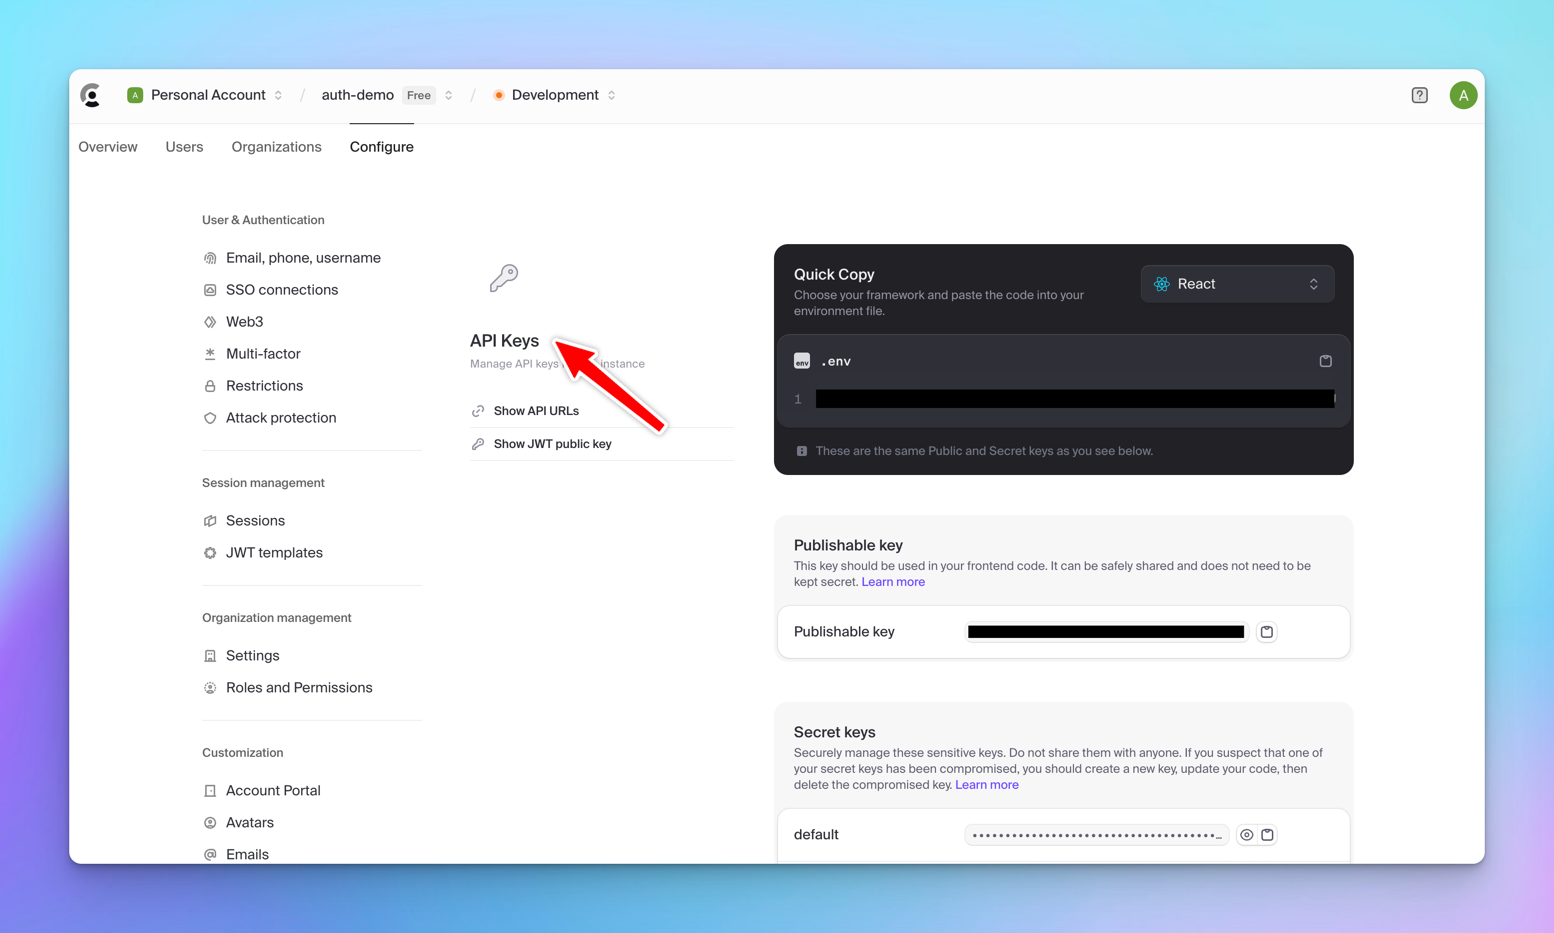 A Personal Account / auth-demo Free / Development ? A
Overview Users Organizations Configure
User & Authentication
Email, phone, username
SSO connections
Web3
Multi-factor
Restrictions
Attack protection
Session management
Sessions
JWT templates
Organization management
Settings
Roles and Permissions
Customization
Account Portal
Avatars
Emails
API Keys
Manage API keys instance
Show API URLs
Show JWT public key
Quick Copy
Choose your framework and paste the code into your
environment file.
React
env .env
1
These are the same Public and Secret keys as you see below.
Publishable key
This key should be used in your frontend code. It can be safely shared and does not need to be
kept secret. Learn more
Publishable key
Secret keys
Securely manage these sensitive keys. Do not share them with anyone. If you suspect that one of
your secret keys has been compromised, you should create a new key, update your code, then
delete the compromised key. Learn more
default